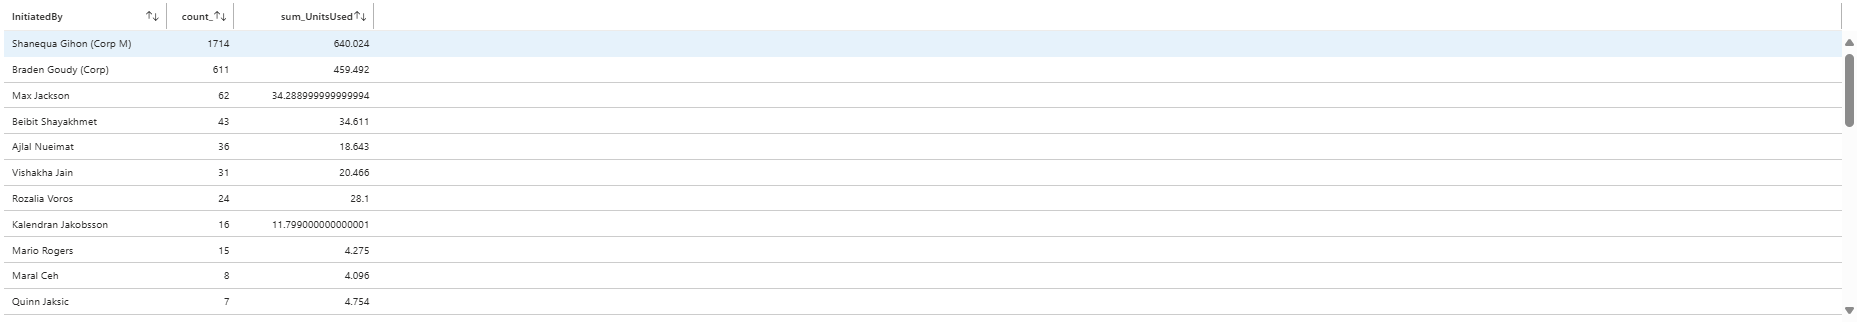 InitiatedBy count_ sum_UnitsUsed
Shanequa Gihon (Corp M) 1714 640.024
Braden Goudy (Corp) 611 459.492
Max Jackson 62 34.288999999999994
Beibit Shayakhmet 43 34.611
Ajlal Nueimat 36 18.643
Vishakha Jain 31 20.466
Rozalia Voros 24 28.1
Kalendran Jakobsson 16 11.799000000000001
Mario Rogers 15 4.275
Maral Ceh 8 4.096
Quinn Jaksic 7 4.754